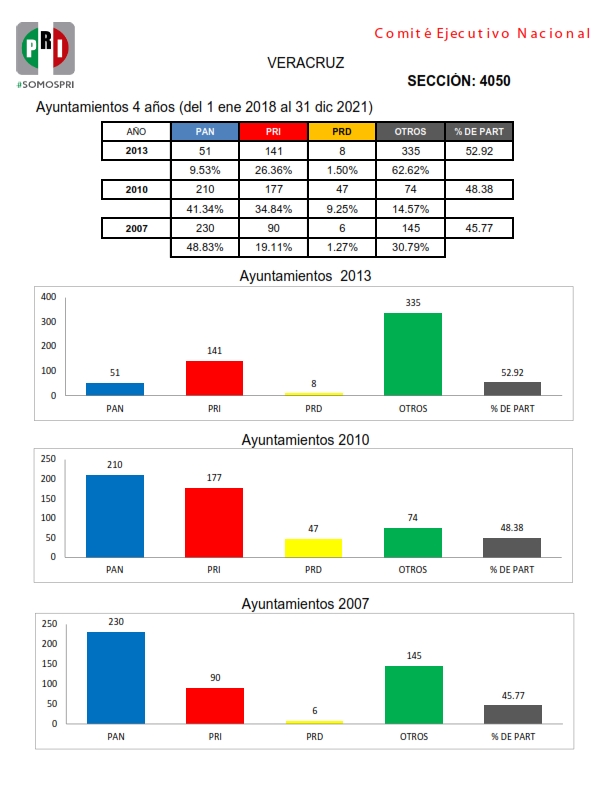 Comité Ejecutivo Nacional
PRI
#SOMOSPRI
VERACRUZ
SECCIÓN: 4050
Ayuntamientos 4 años (del 1 ene 2018 al 31 dic 2021)
AÑO PAN PRI PRD OTROS % DE PART
2013 51 141 8 335 52.92
9.53% 26.36% 1.50% 62.62%
2010 210 177 47 74 48.38
41.34% 34.84% 9.25% 14.57%
2007 230 90 6 145 45.77
48.83% 19.11% 1.27% 30.79%
Ayuntamientos 2013
400
300
200
100
0
51 141 8 335 52.92
PAN PRI PRD OTROS % DE PART
Ayuntamientos 2010
250
200
150
100
50
0
210 177 47 74 48.38
PAN PRI PRD OTROS % DE PART
Ayuntamientos 2007
250
200
150
100
50
0
230 90 6 145 45.77
PAN PRI PRD OTROS % DE PART